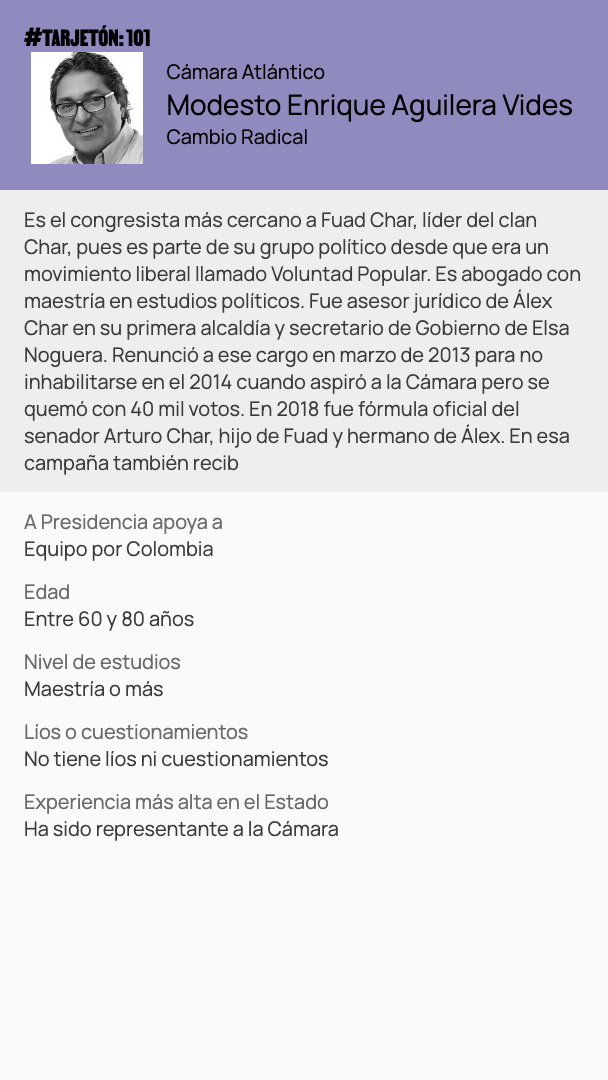 #TARJETÓN: 101
Cámara Atlántico
Modesto Enrique Aguilera Vides
Cambio Radical
Es el congresista más cercano a Fuad Char, líder del clan
Char, pues es parte de su grupo político desde que era un
movimiento liberal llamado Voluntad Popular. Es abogado con
maestría en estudios políticos. Fue asesor jurídico de Álex
Char en su primera alcaldía y secretario de Gobierno de Elsa
Noguera. Renunció a ese cargo en marzo de 2013 para no
inhabilitarse en el 2014 cuando aspiró a la Cámara pero se
quemó con 40 mil votos. En 2018 fue fórmula oficial del
senador Arturo Char, hijo de Fuad y hermano de Álex. En esa
campaña también recib
A Presidencia apoya a
Equipo por Colombia
Edad
Entre 60 y 80 años
Nivel de estudios
Maestría o más
Líos o cuestionamientos
No tiene líos ni cuestionamientos
Experiencia más alta en el Estado
Ha sido representante a la Cámara